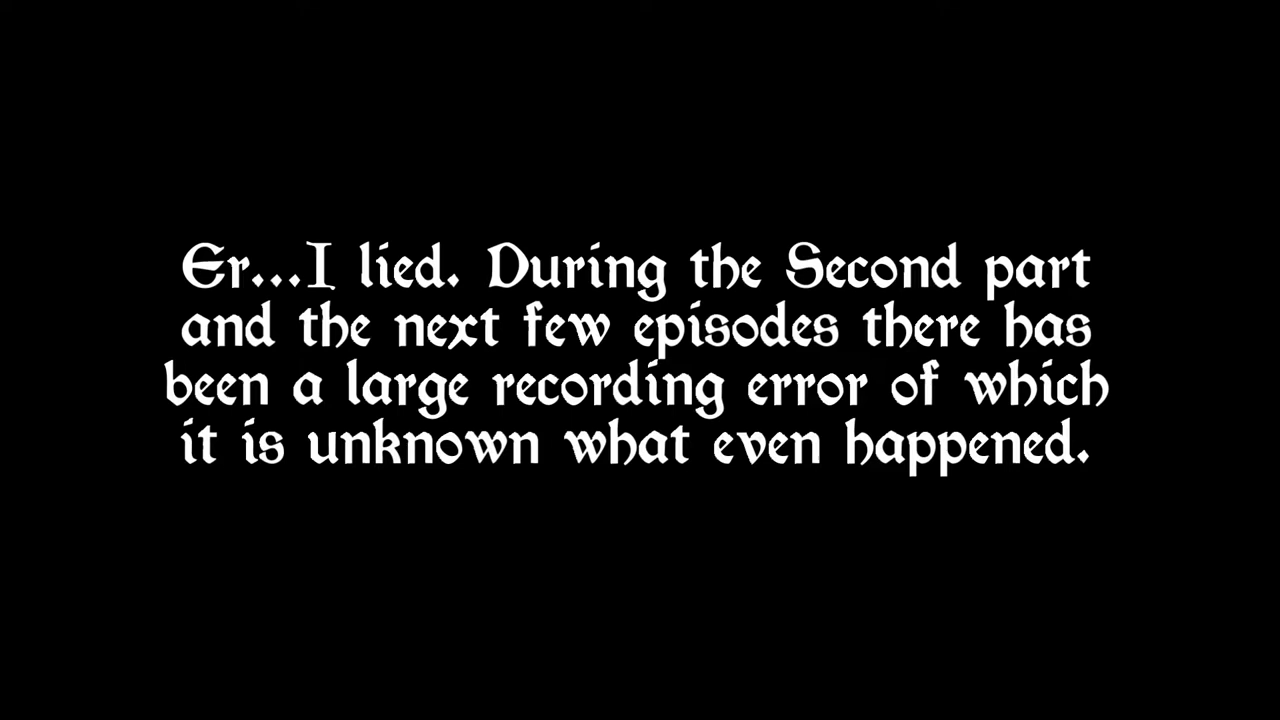 Er...I lied. During the Second part
and the next few episodes there has
been a large recording error of which
it is unknown what even happened.